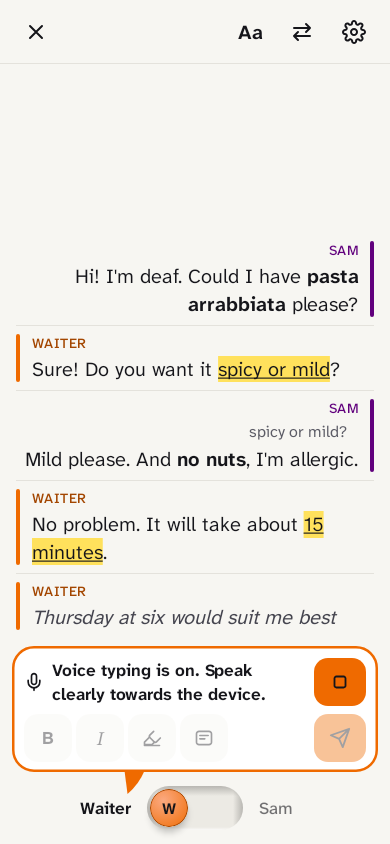 Aa
SAM
Hi! I'm deaf. Could I have pasta
arrabbiata please?
WAITER
Sure! Do you want it spicy or mild?
SAM
spicy or mild?
Mild please. And no nuts, I'm allergic.
WAITER
No problem. It will take about 15
minutes.
WAITER
Thursday at six would suit me best
Voice typing is on. Speak
clearly towards the device.
B I
Waiter W Sam